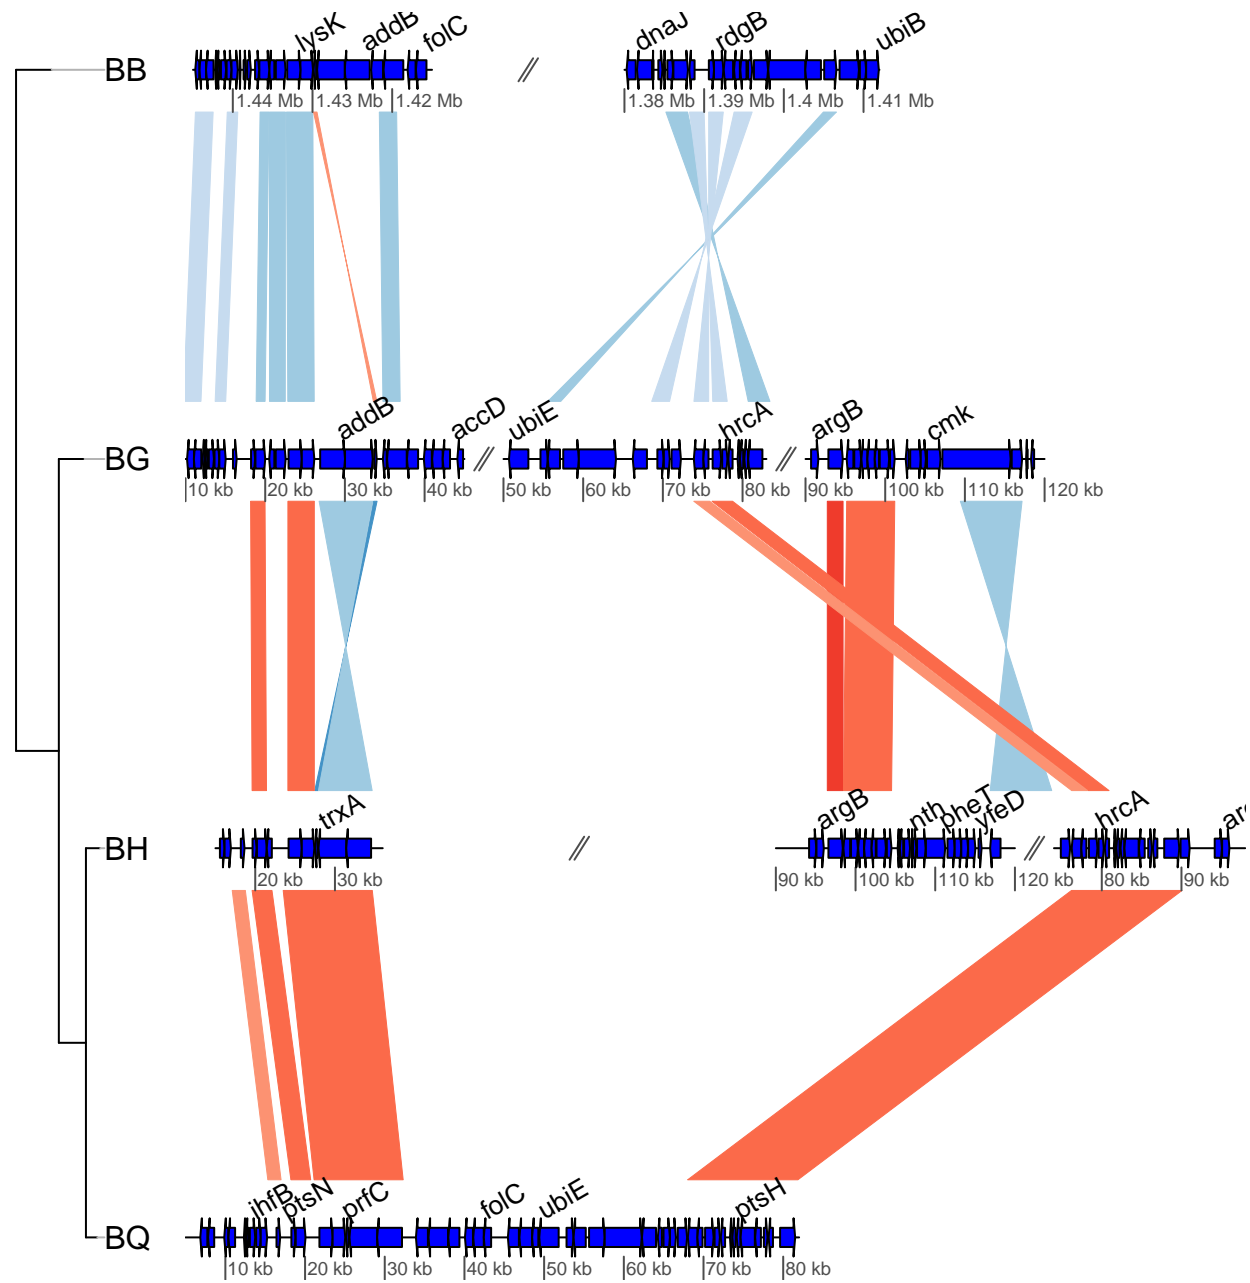 lysK addB folC dnaJ rdgB ubiB
BB
1.44 Mb 1.43 Mb 1.42 Mb 1.38 Mb 1.39 Mb 1.4 Mb 1.41 Mb
addB accD ubiE hrcA argB cmk
BG
10 kb 20 kb 30 kb 40 kb 50 kb 60 kb 70 kb 80 kb 90 kb 100 kb 110 kb 120 kb
trxA argB nth pheT yfeD hrcA arg
BH
20 kb 30 kb 90 kb 100 kb 110 kb 120 kb 80 kb 90 kb
ihfB ptsN prfC folC ubiE ptsH
BQ
10 kb 20 kb 30 kb 40 kb 50 kb 60 kb 70 kb 80 kb